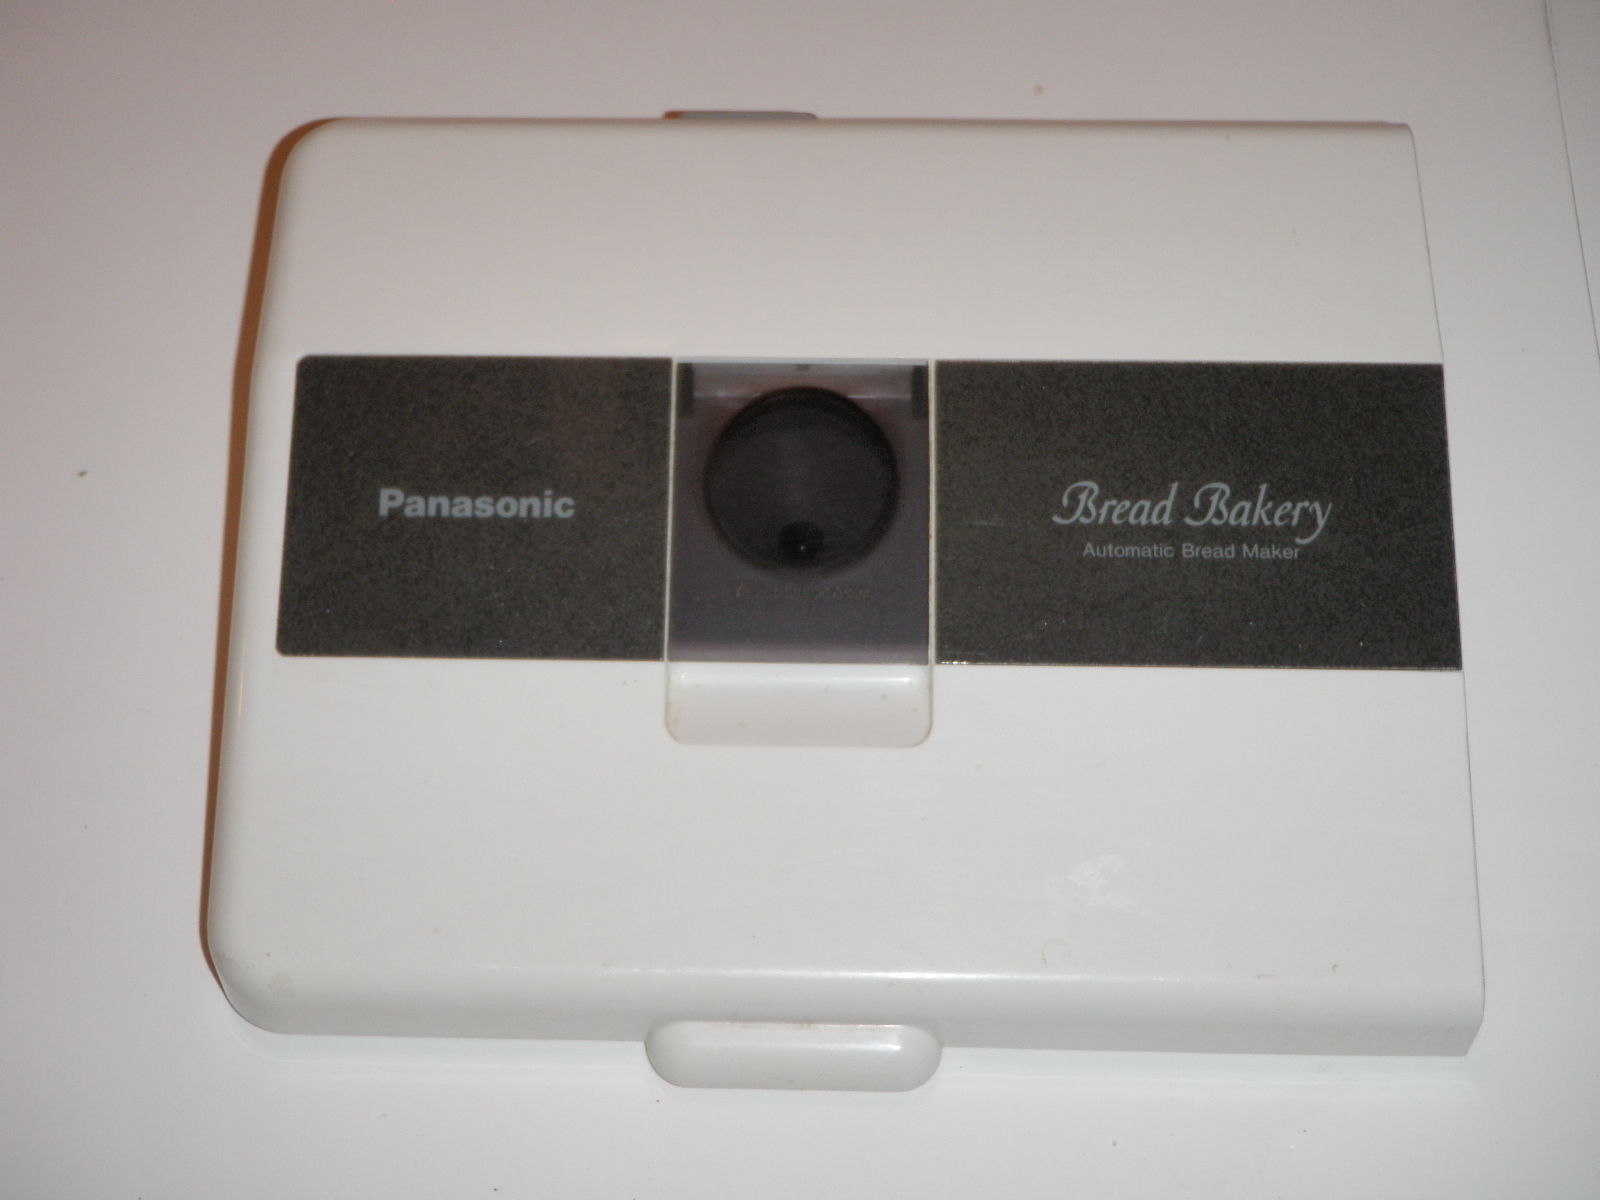 Panasonic
Bread Bakery
Automatic Bread Maker